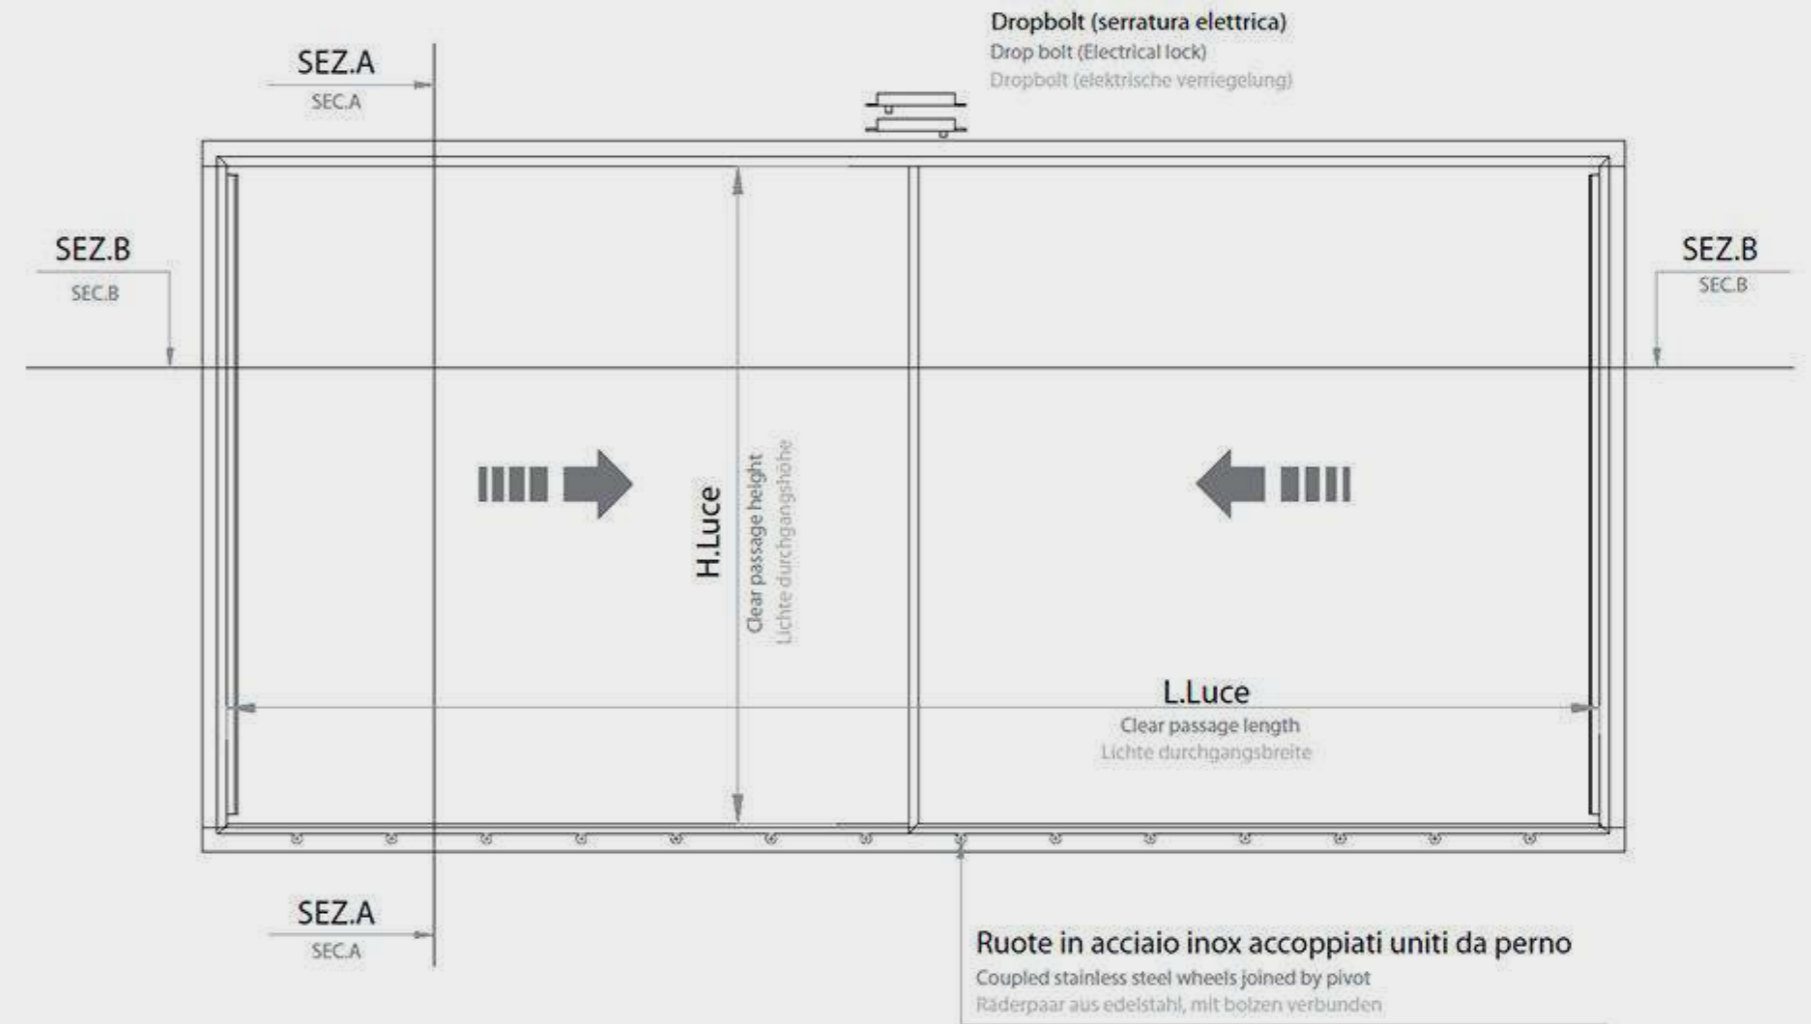 Dropbolt (serratura elettrica)
Drop bolt (Electrical lock)
Dropbolt (elektrische verriegelung)
SEZ.A
SEC.A
SEZ.B
SEC.B
SEZ.B
SEC.B
H.Luce
Clear passage height
Lichte durchgangshöhe
L.Luce
Clear passage length
Lichte durchgangsbreite
SEZ.A
SEC.A
Ruote in acciaio inox accoppiati uniti da perno
Coupled stainless steel wheels joined by pivot
Räderpaar aus edelstahl, mit bolzen verbunden